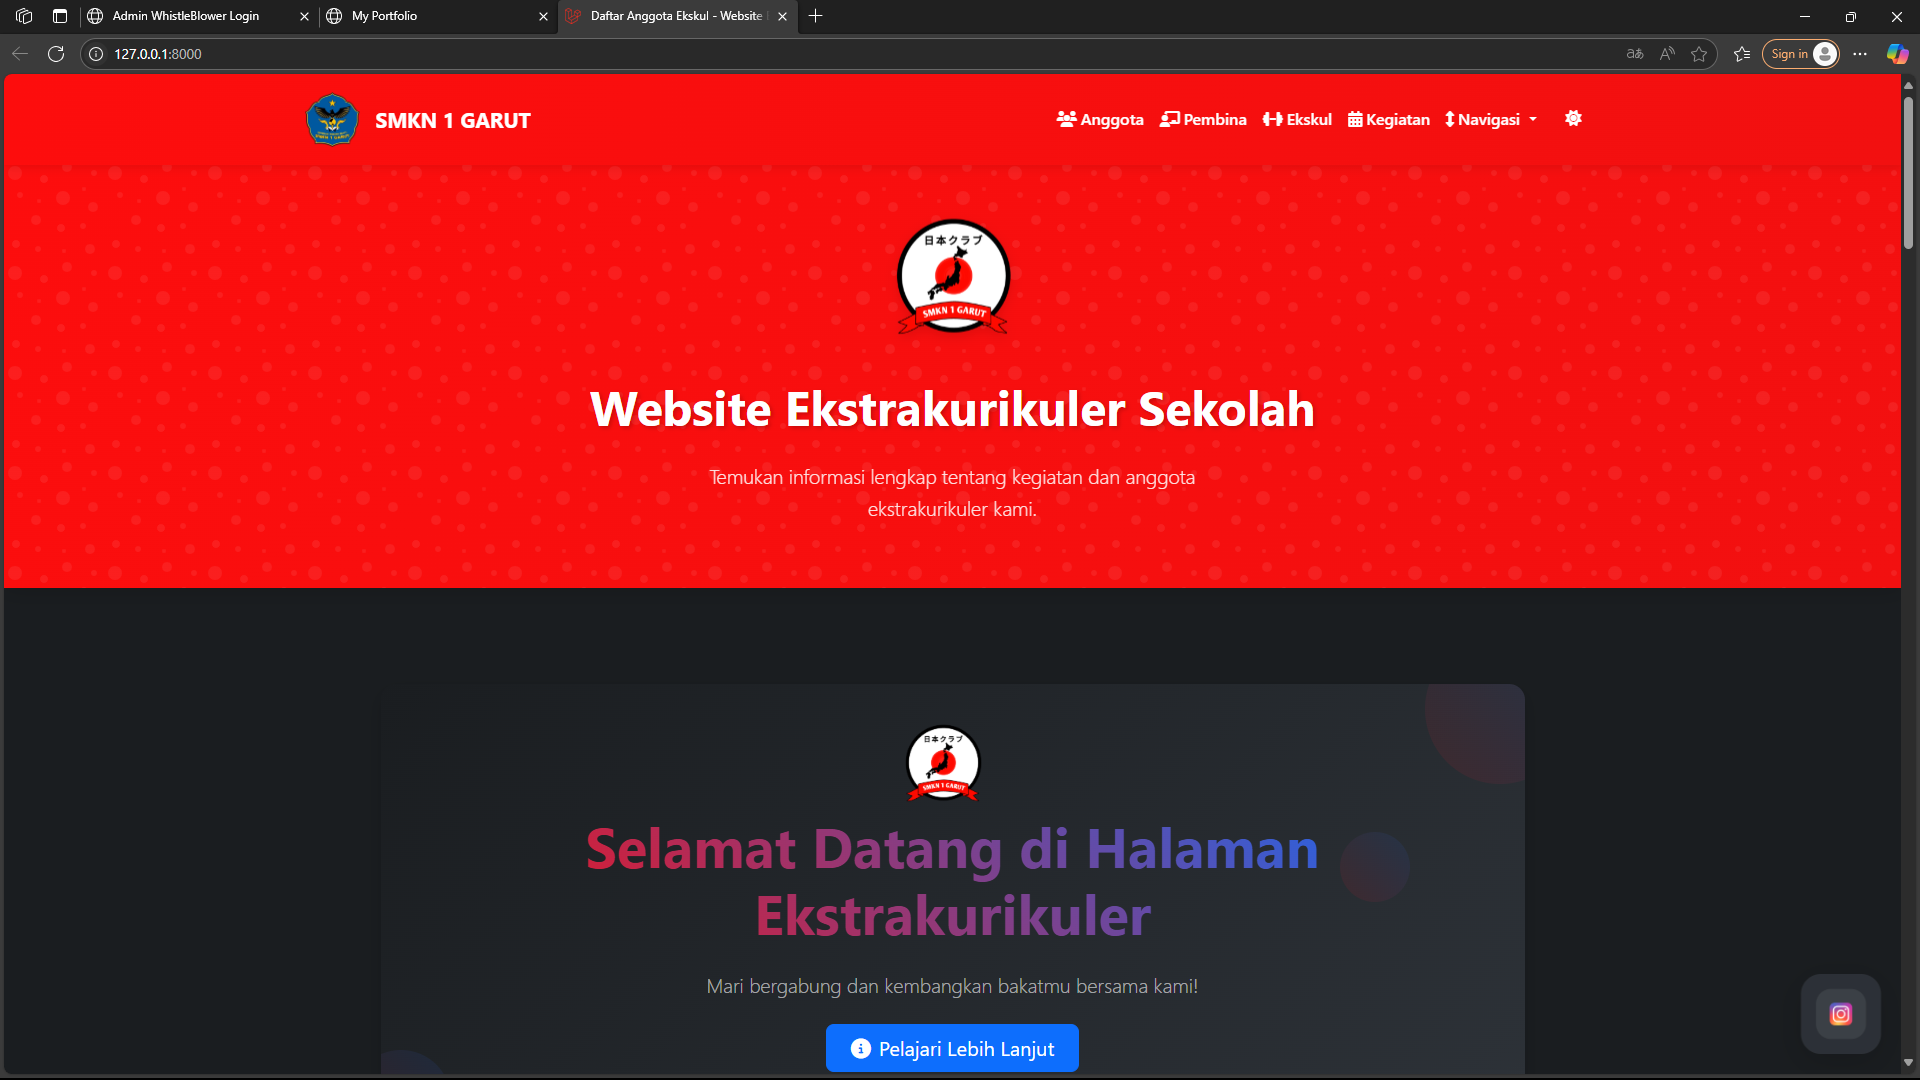 Admin WhistleBlower Login
My Portfolio
Daftar Anggota Ekskul - Website
127.0.0.1:8000
Sign in
SMKN 1 GARUT
Anggota
Pembina
Ekskul
Kegiatan
Navigasi
日本クラブ
SMKN 1 GARUT
Website Ekstrakurikuler Sekolah
Temukan informasi lengkap tentang kegiatan dan anggota
ekstrakurikuler kami.
日本クラブ
SMKN 1 GARUT
Selamat Datang di Halaman
Ekstrakurikuler
Mari bergabung dan kembangkan bakatmu bersama kami!
Pelajari Lebih Lanjut